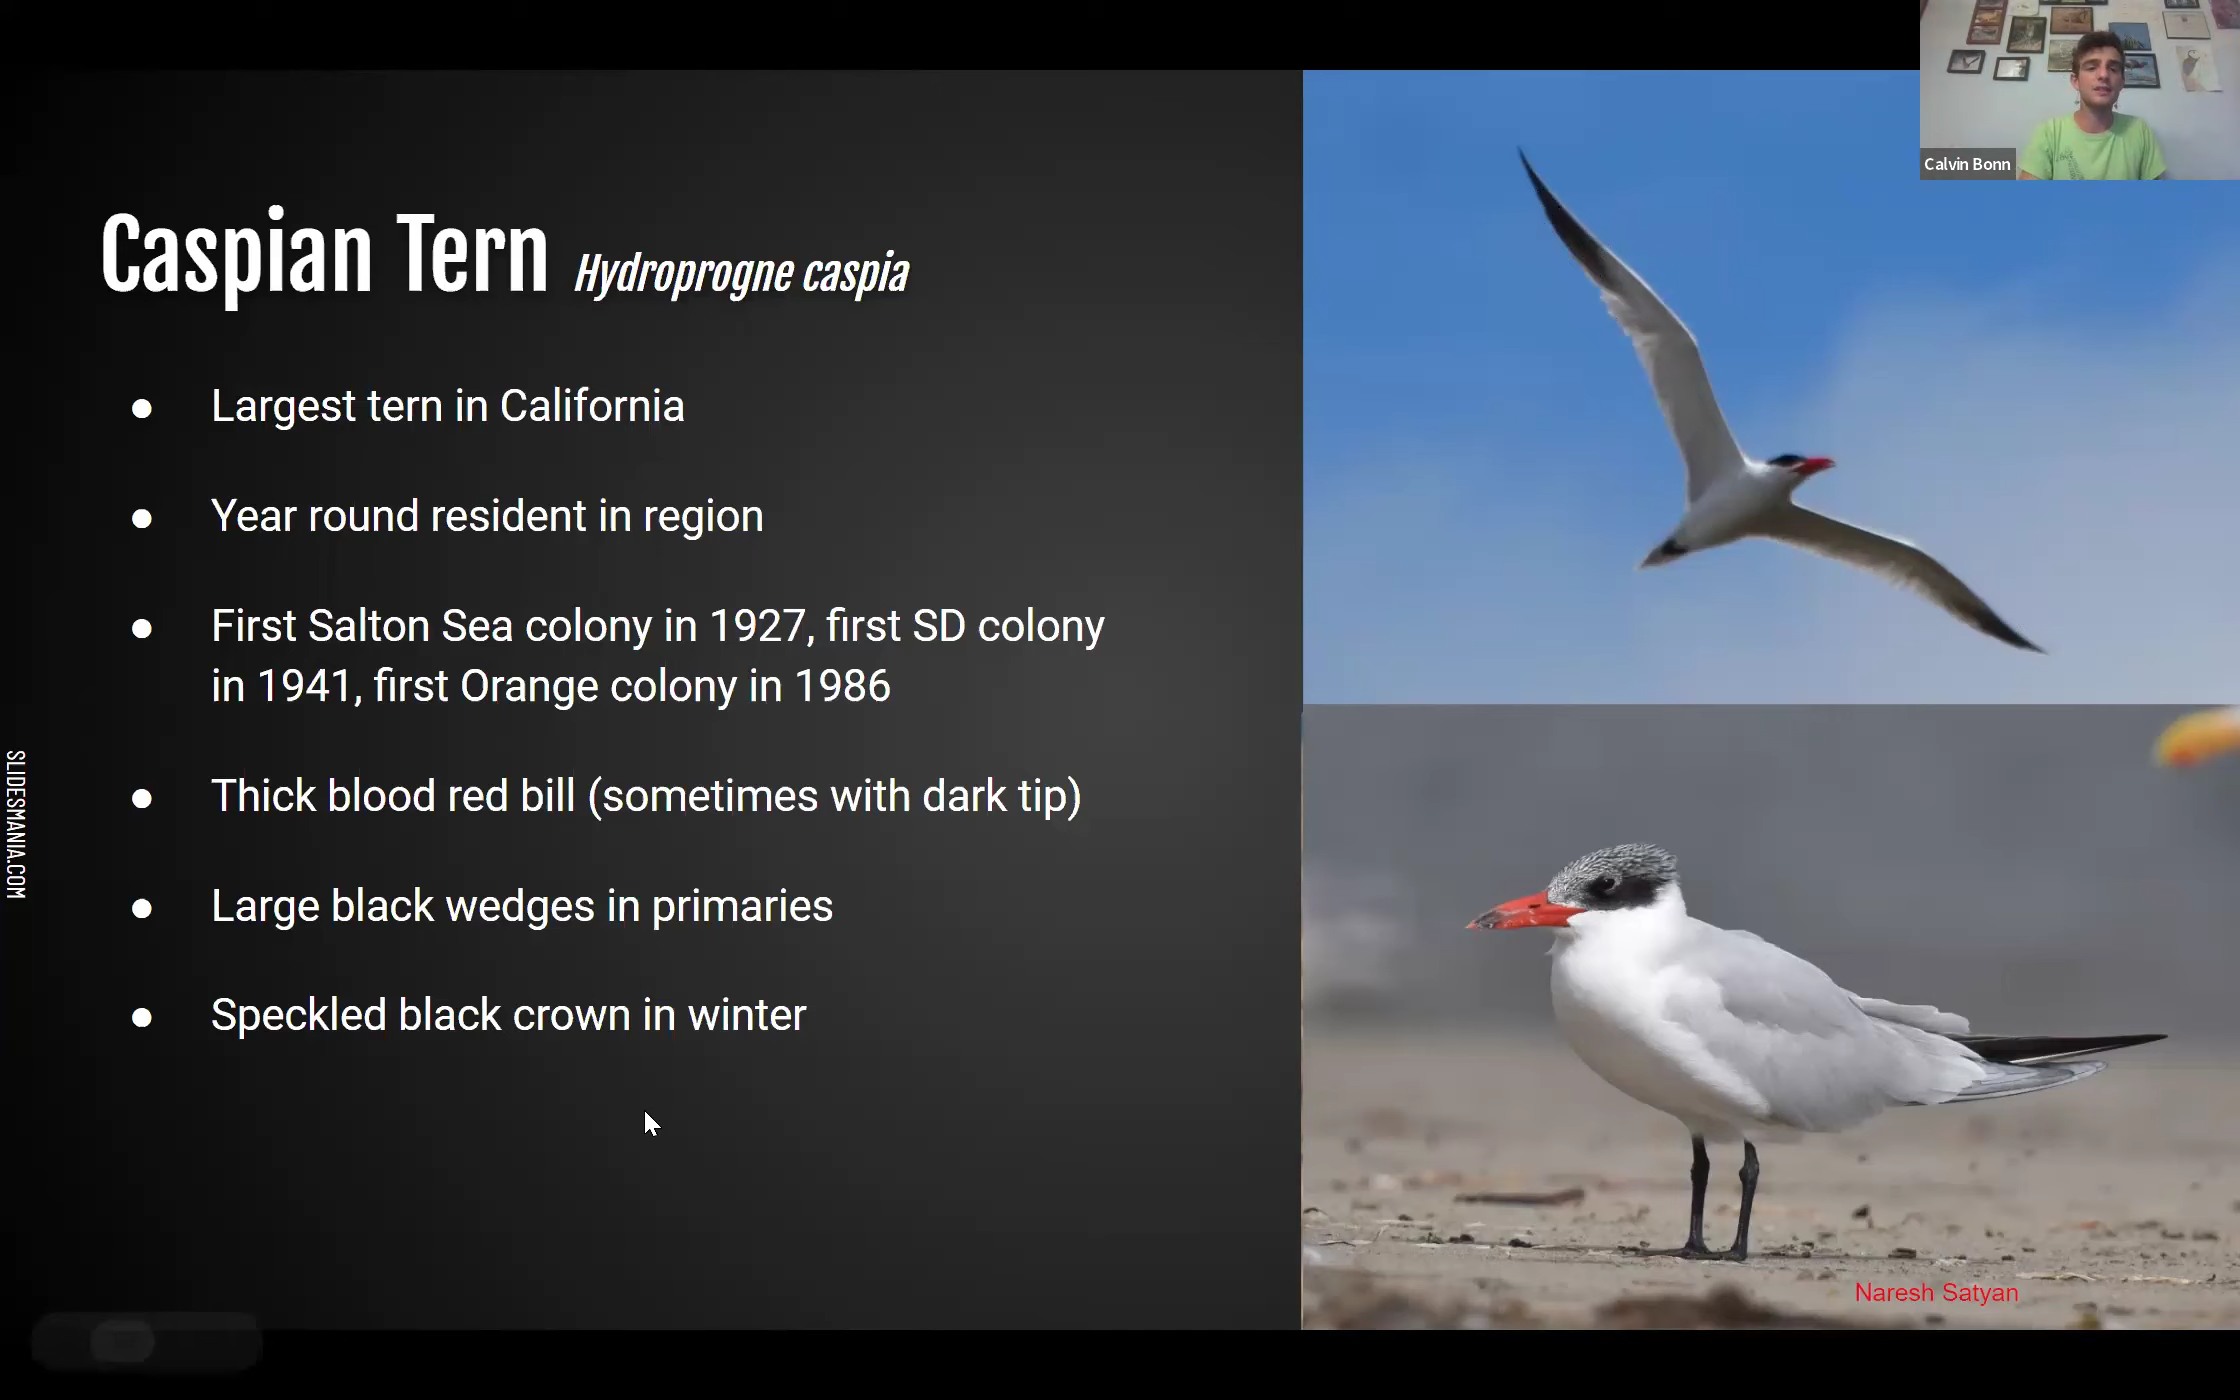 Calvin Bonn
Caspian Tern Hydroprogne caspia
● Largest tern in California
● Year round resident in region
● First Salton Sea colony in 1927, first SD colony
in 1941, first Orange colony in 1986
● Thick blood red bill (sometimes with dark tip)
● Large black wedges in primaries
● Speckled black crown in winter
SLIDESMANIA.COM
Naresh Satyan